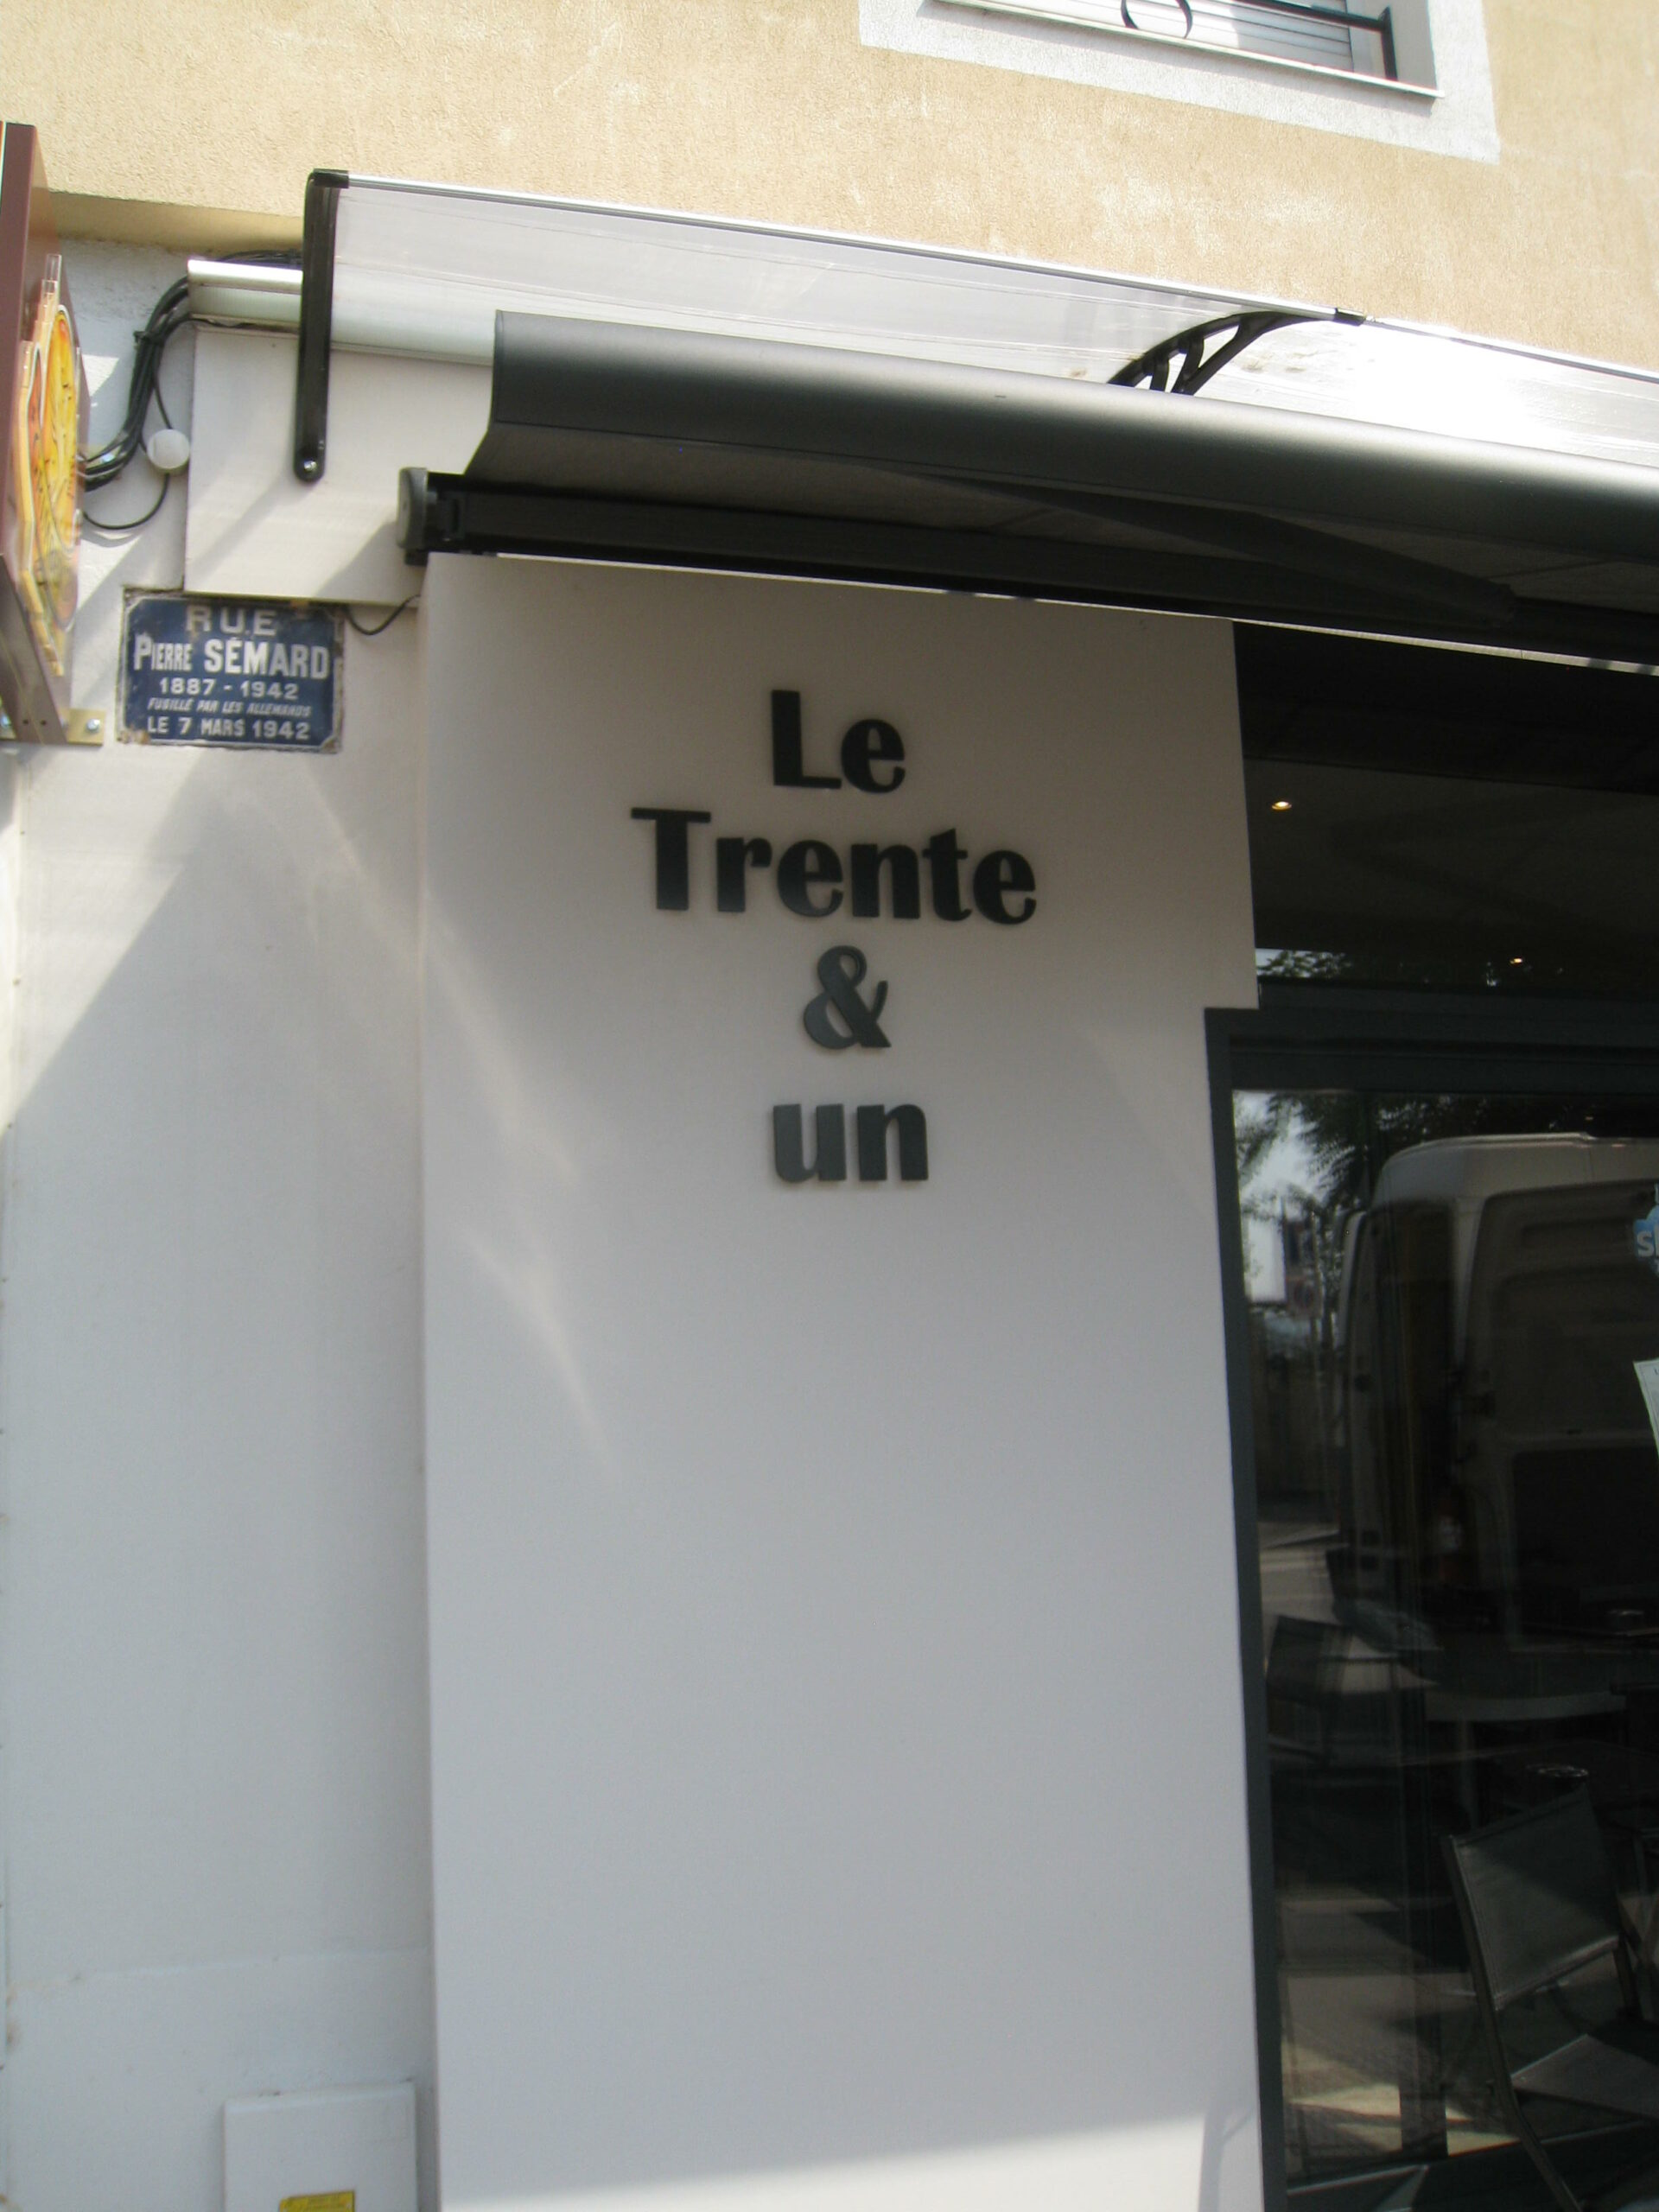 RUE
PIERRE SÉMARD
1887 - 1942
FUSILLÉ PAR LES ALLEMANDS
LE 7 MARS 1942
Le
Trente
&
un